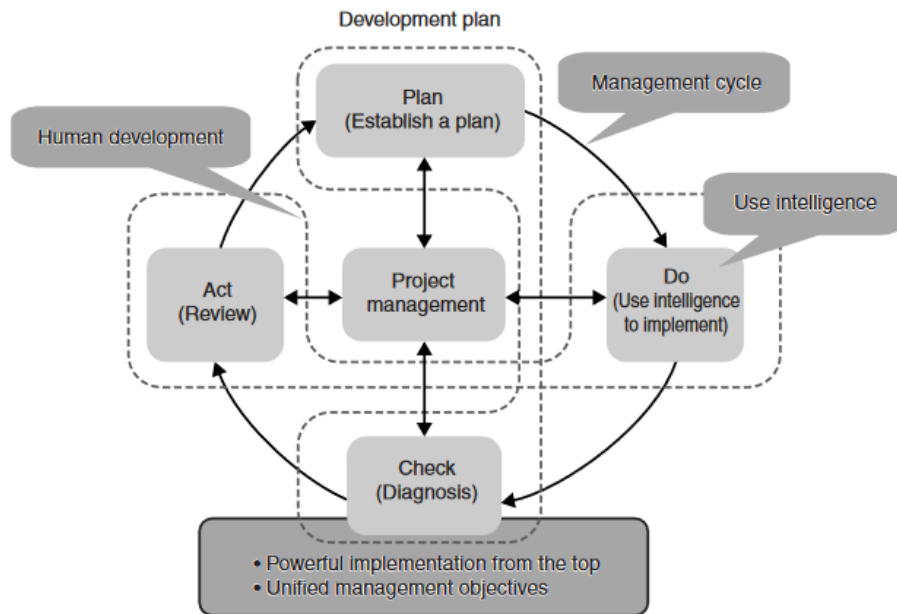 Development plan
Plan
(Establish a plan)
Management cycle
Human development
Use intelligence
Act
(Review)
Project
management
Do
(Use intelligence
to implement)
Check
(Diagnosis)
• Powerful implementation from the top
• Unified management objectives